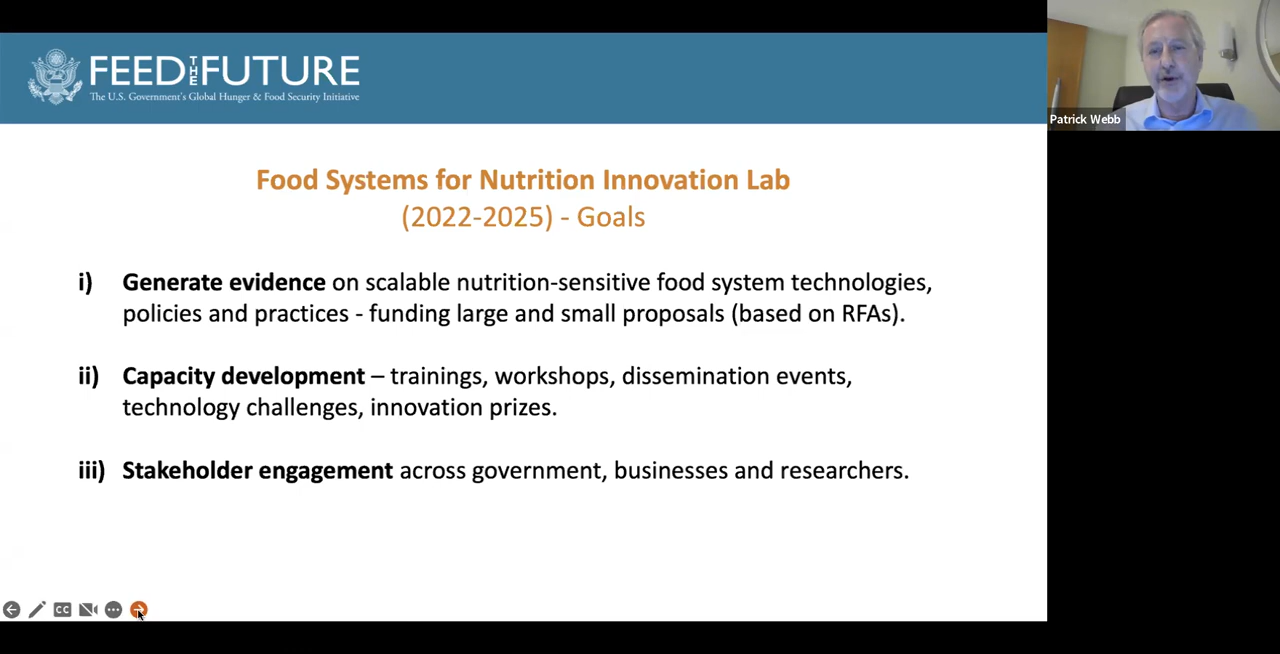 FEED THE FUTURE
The U.S. Government's Global Hunger & Food Security Initiative
Patrick Webb
Food Systems for Nutrition Innovation Lab
(2022-2025) - Goals
i) Generate evidence on scalable nutrition-sensitive food system technologies,
policies and practices - funding large and small proposals (based on RFAs).
ii) Capacity development – trainings, workshops, dissemination events,
technology challenges, innovation prizes.
iii) Stakeholder engagement across government, businesses and researchers.
CC